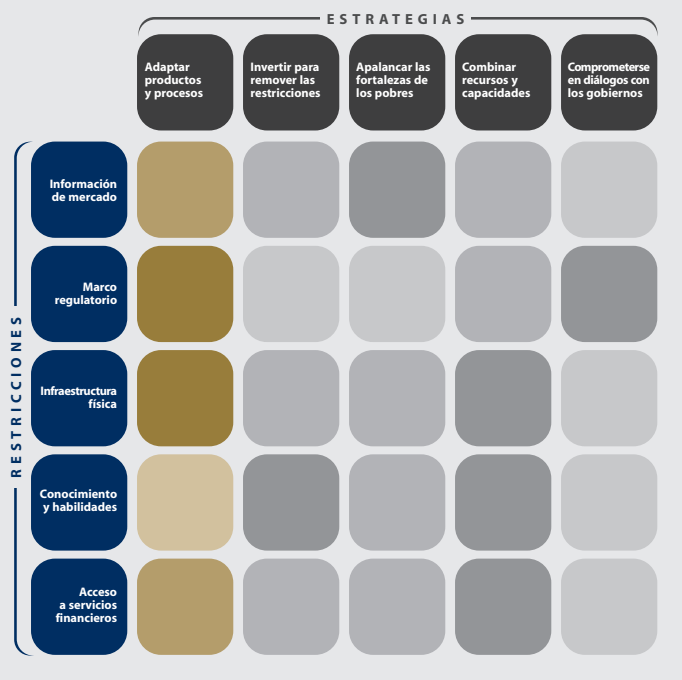 ESTRATEGIAS
Adaptar
productos
y procesos
Invertir para
remover las
restricciones
Apalancar las
fortalezas de
los pobres
Combinar
recursos y
capacidades
Comprometerse
en diálogos con
los gobiernos
RESTRICCIONES
Información
de mercado
Marco
regulatorio
Infraestructura
física
Conocimiento
y habilidades
Acceso
a servicios
financieros